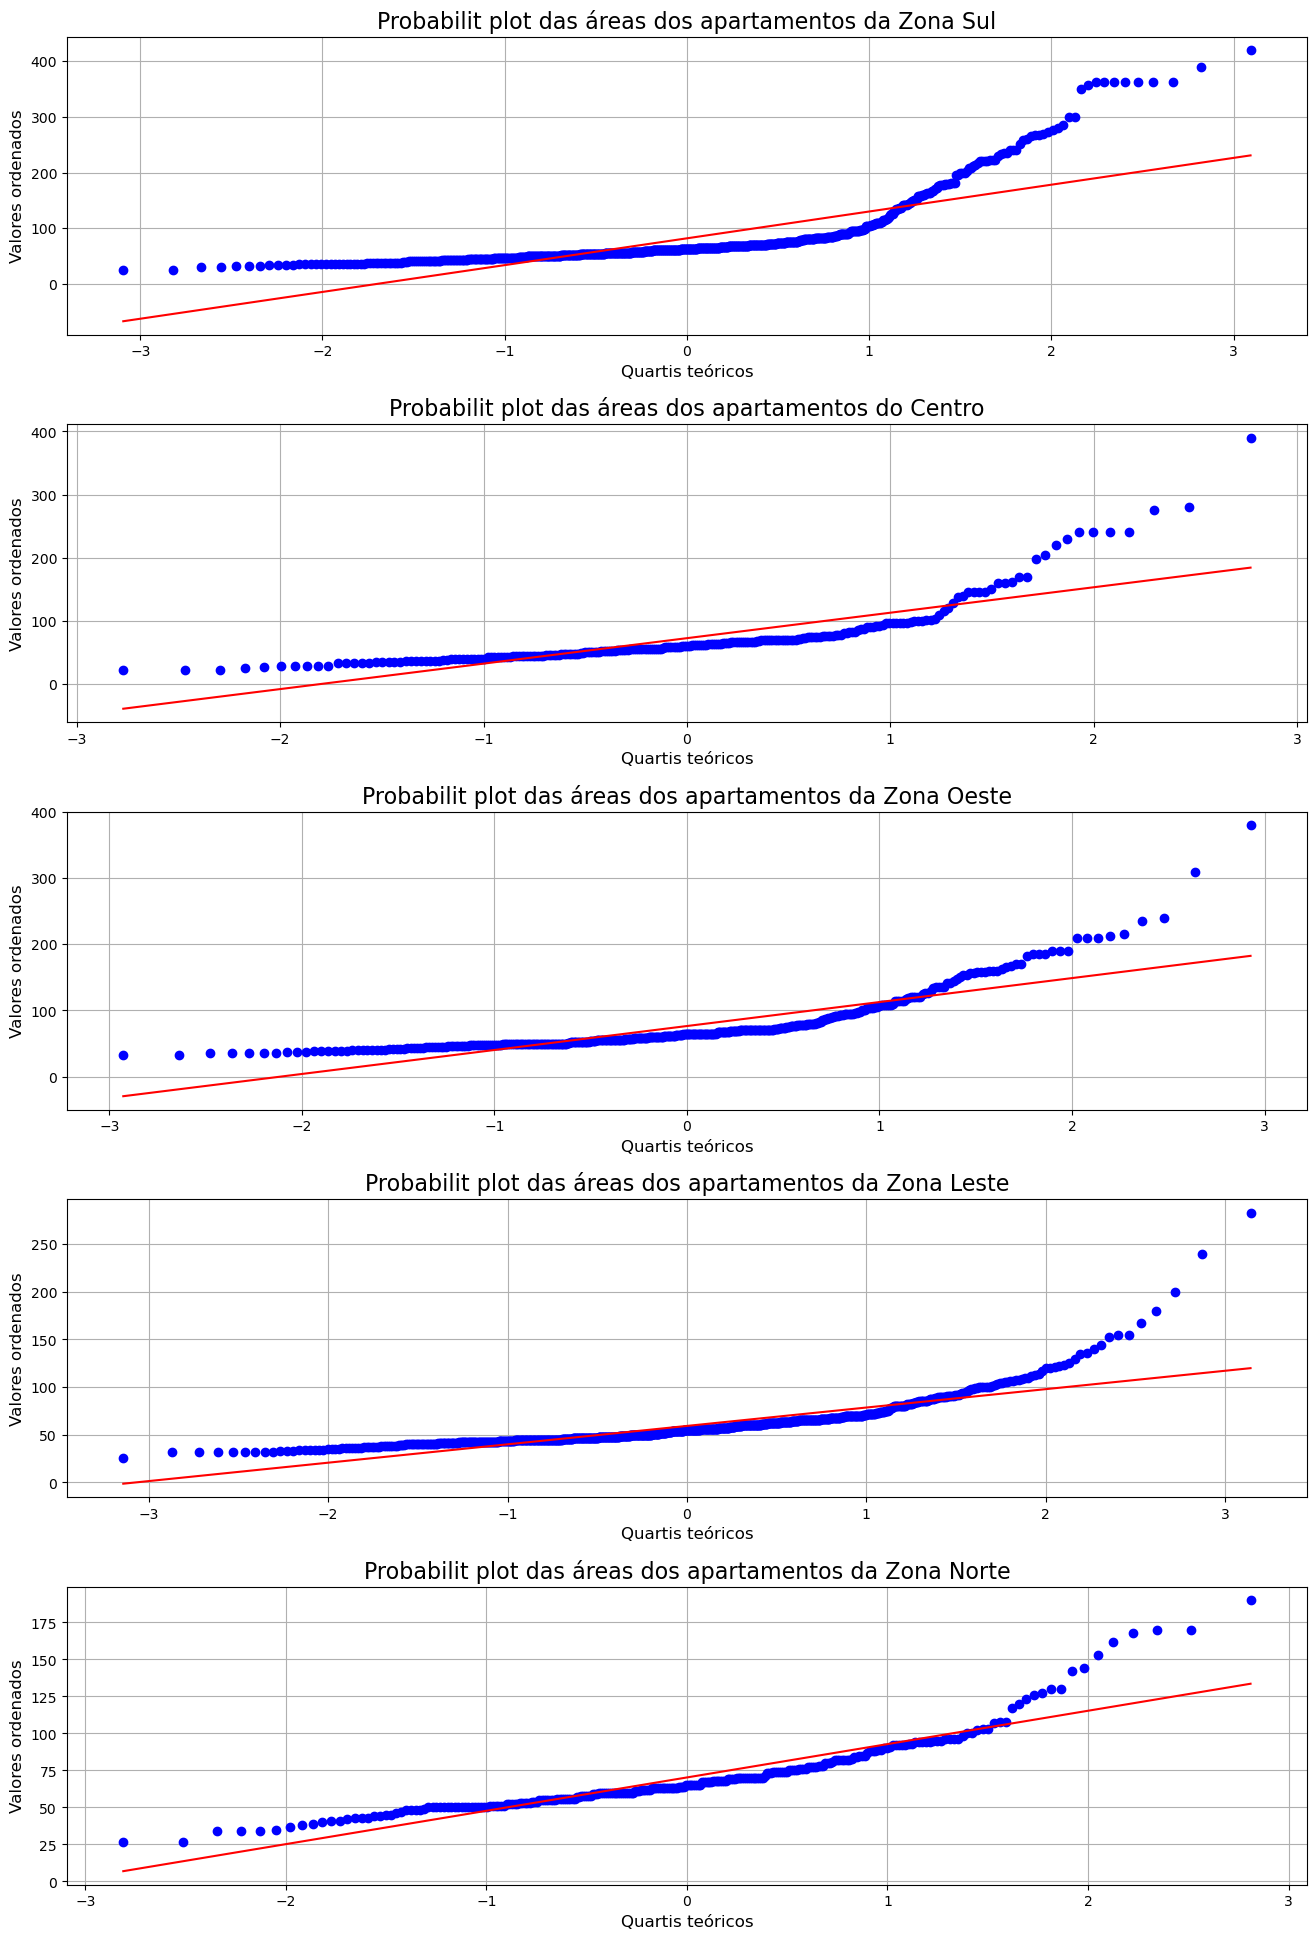 Probabilit plot das áreas dos apartamentos da Zona Sul
400
300
200
100
0
Valores ordenados
−3 −2 −1 0 1 2 3
Quartis teóricos
Probabilit plot das áreas dos apartamentos do Centro
400
300
200
100
0
Valores ordenados
−3 −2 −1 0 1 2 3
Quartis teóricos
Probabilit plot das áreas dos apartamentos da Zona Oeste
400
300
200
100
0
Valores ordenados
−3 −2 −1 0 1 2 3
Quartis teóricos
Probabilit plot das áreas dos apartamentos da Zona Leste
250
200
150
100
50
0
Valores ordenados
−3 −2 −1 0 1 2 3
Quartis teóricos
Probabilit plot das áreas dos apartamentos da Zona Norte
175
150
125
100
75
50
25
0
Valores ordenados
−3 −2 −1 0 1 2 3
Quartis teóricos